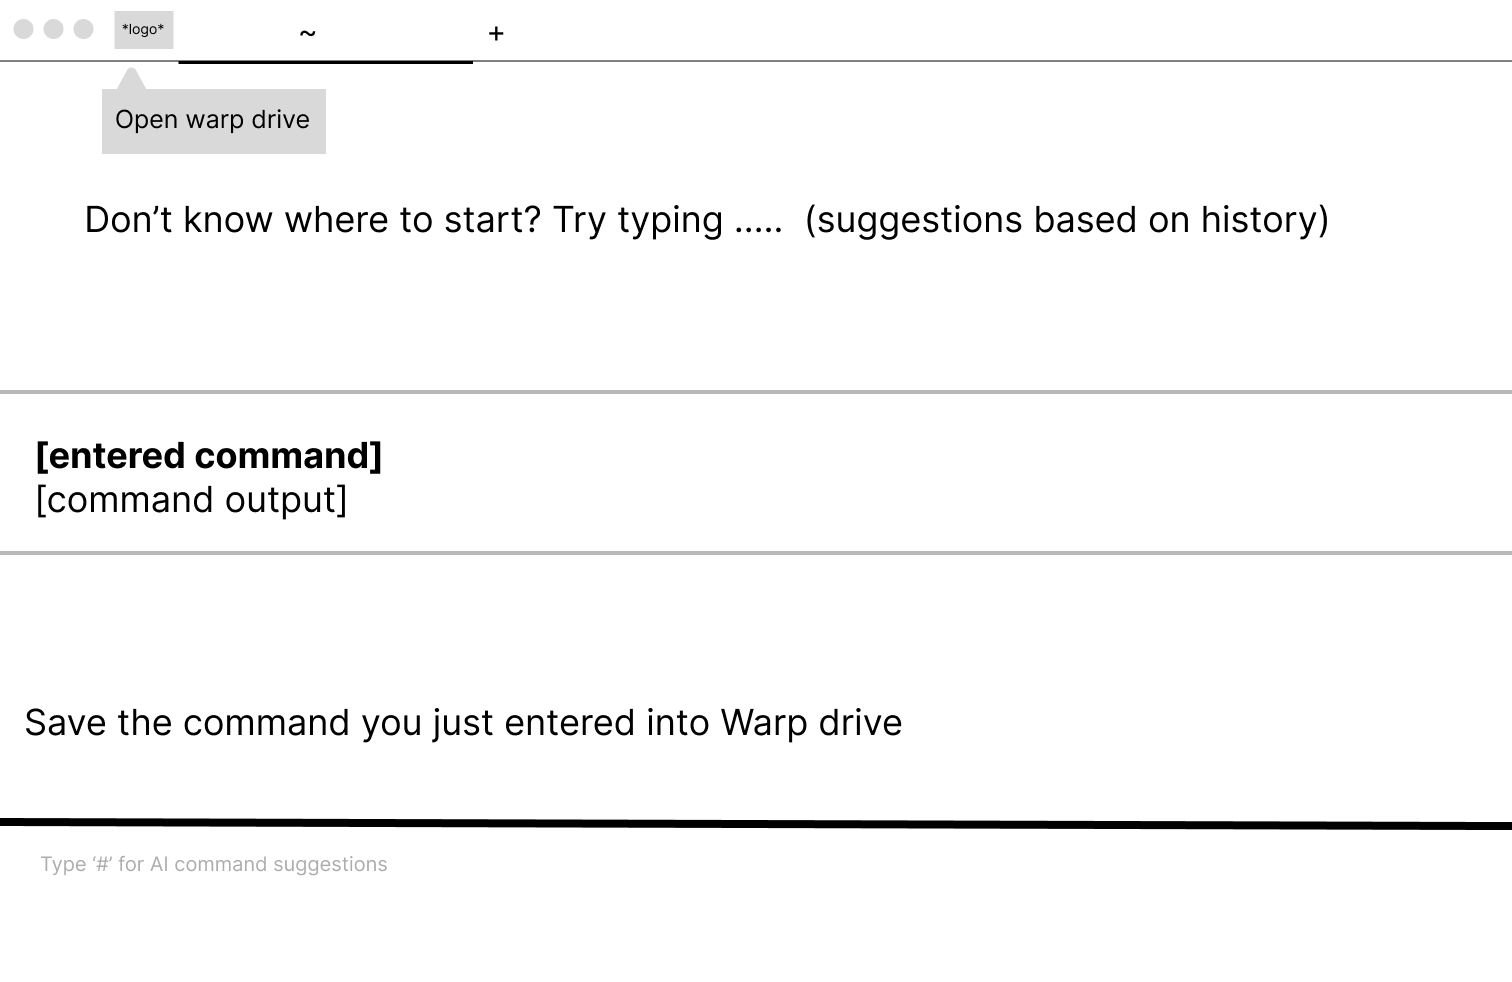 *logo*
~
+
Open warp drive
Don’t know where to start? Try typing ..... (suggestions based on history)
[entered command]
[command output]
Save the command you just entered into Warp drive
Type ‘#’ for AI command suggestions